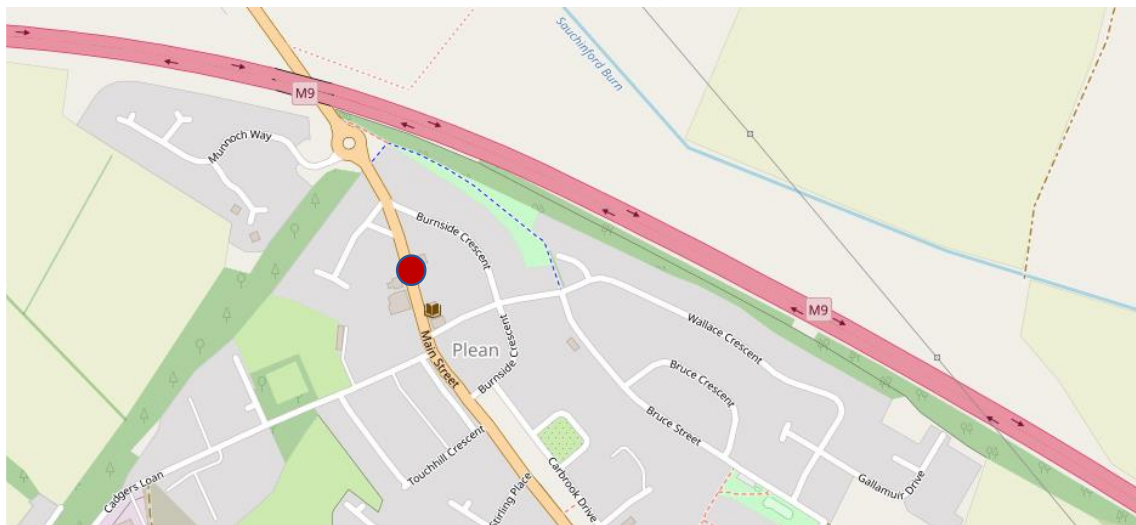 Sauchinford Burn
M9
Munnoch Way
Burnside Crescent
M9
Wallace Crescent
Main Street
Plean
Burnside Crescent
Bruce Crescent
Bruce Street
Touchhill Crescent
Cadgers Loan
Stirling Place
Carbrook Drive
Gallamuir Drive